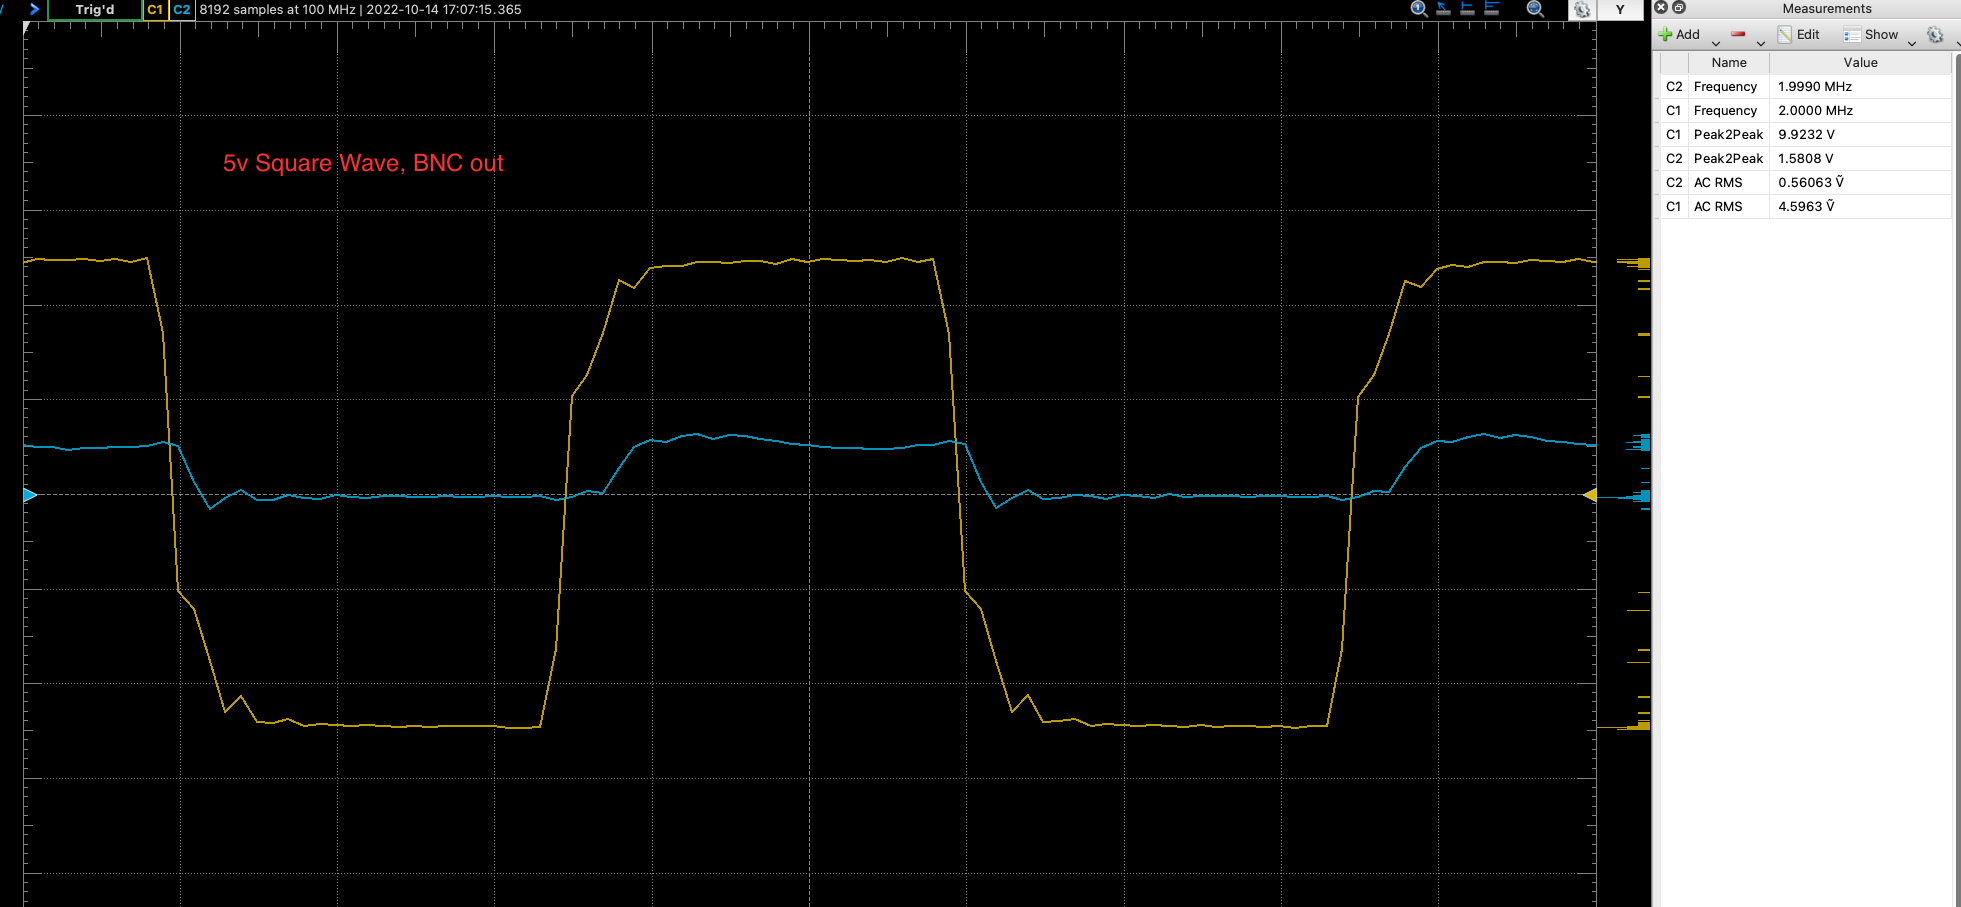 Trig'd C1 C2 8192 samples at 100 MHz | 2022-10-14 17:07:15.365
Y
Measurements
Add Edit Show
Name Value
C2 Frequency 1.9990 MHz
C1 Frequency 2.0000 MHz
C1 Peak2Peak 9.9232 V
C2 Peak2Peak 1.5808 V
C2 AC RMS 0.56063 Ṽ
C1 AC RMS 4.5963 Ṽ
5v Square Wave, BNC out